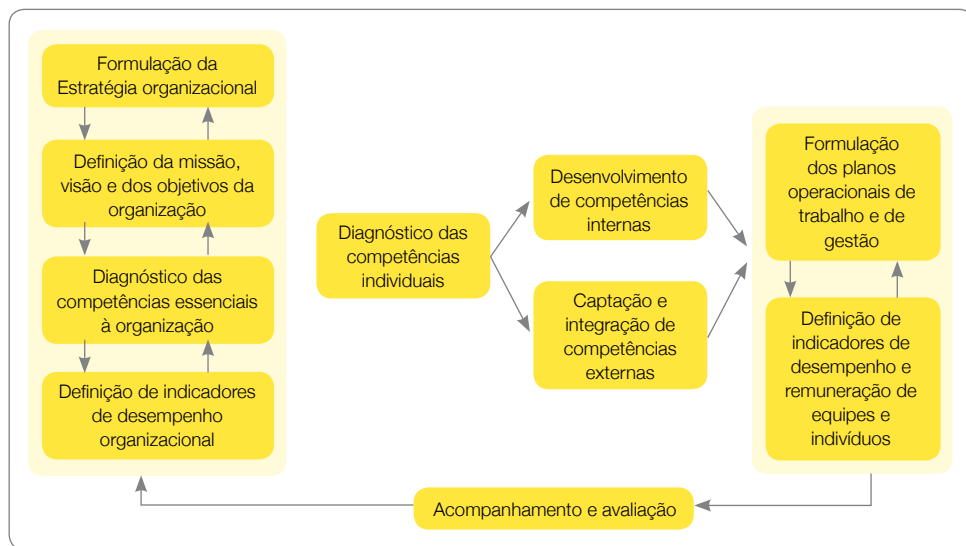 Formulação da
Estratégia organizacional
Definição da missão,
visão e dos objetivos da
organização
Diagnóstico das
competências essenciais
à organização
Definição de indicadores
de desempenho
organizacional
Diagnóstico das
competências
individuais
Desenvolvimento
de competências
internas
Captação e
integração de
competências
externas
Formulação
dos planos
operacionais de
trabalho e de
gestão
Definição de
indicadores de
desempenho e
remuneração de
equipes e
indivíduos
Acompanhamento e avaliação